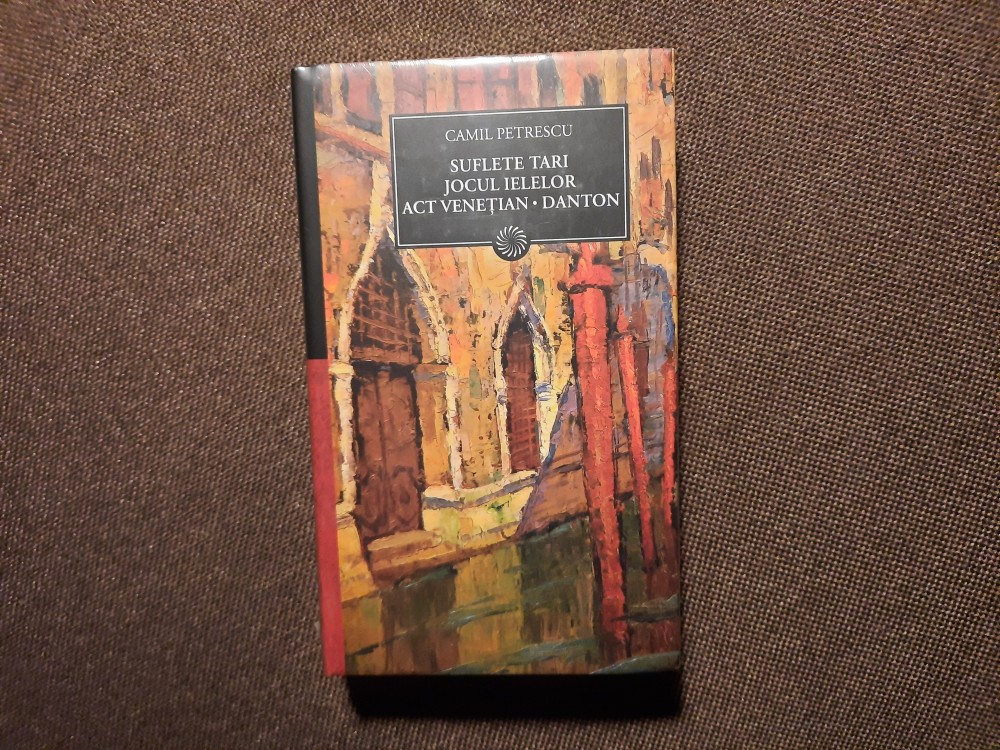 CAMIL PETRESCU
SUFLETE TARI
JOCUL IELELOR
ACT VENEȚIAN • DANTON